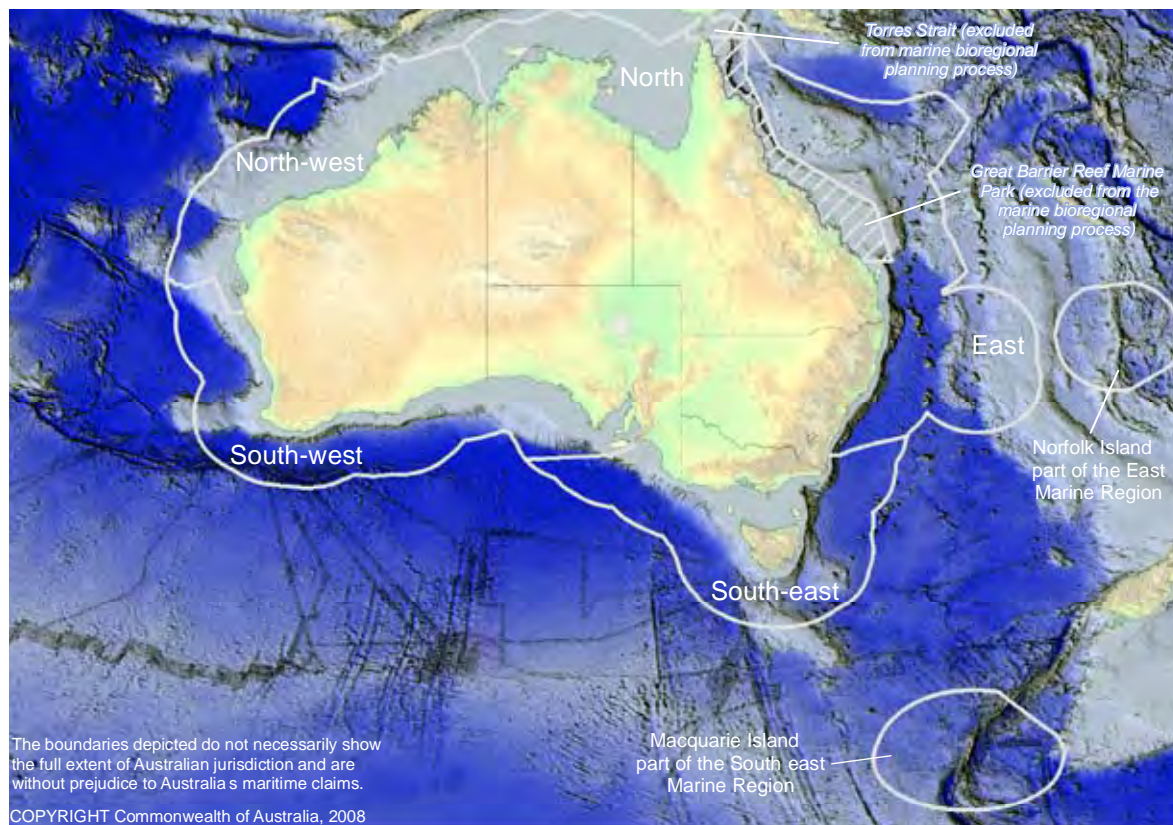 Torres Strait (excluded
from marine bioregional
planning process)
North
North-west
Great Barrier Reef Marine
Park (excluded from the
marine bioregional
planning process)
East
South-west
Norfolk Island
part of the East
Marine Region
South-east
Macquarie Island
part of the South east
Marine Region
The boundaries depicted do not necessarily show
the full extent of Australian jurisdiction and are
without prejudice to Australia s maritime claims.
COPYRIGHT Commonwealth of Australia, 2008